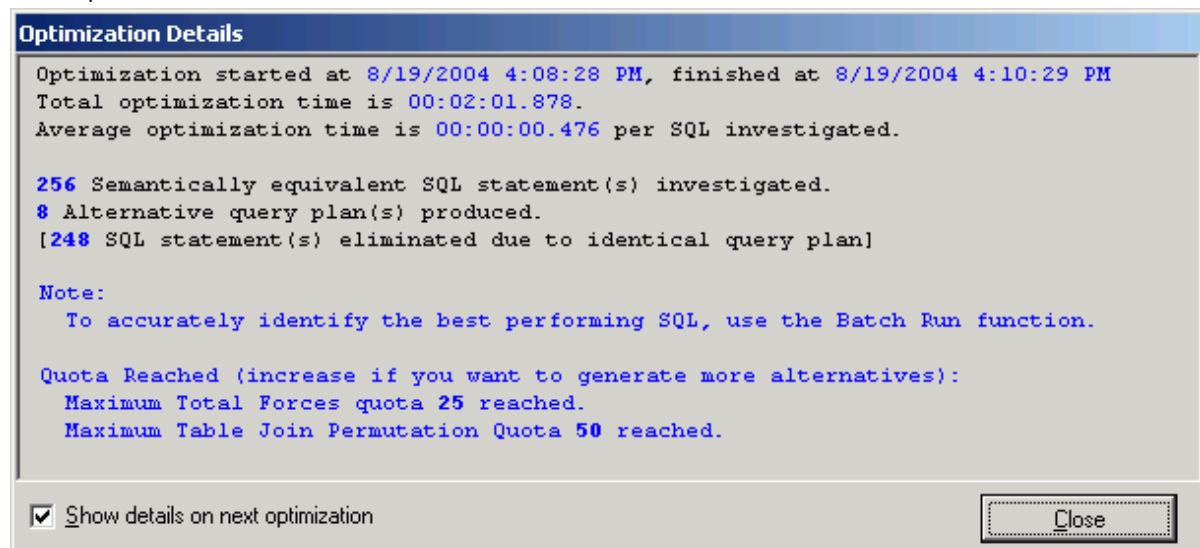 Optimization Details
Optimization started at 8/19/2004 4:08:28 PM, finished at 8/19/2004 4:10:29 PM
Total optimization time is 00:02:01.878.
Average optimization time is 00:00:00.476 per SQL investigated.
256 Semantically equivalent SQL statement(s) investigated.
8 Alternative query plan(s) produced.
[248 SQL statement(s) eliminated due to identical query plan]
Note:
To accurately identify the best performing SQL, use the Batch Run function.
Quota Reached (increase if you want to generate more alternatives):
Maximum Total Forces quota 25 reached.
Maximum Table Join Permutation Quota 50 reached.
Show details on next optimization
Close